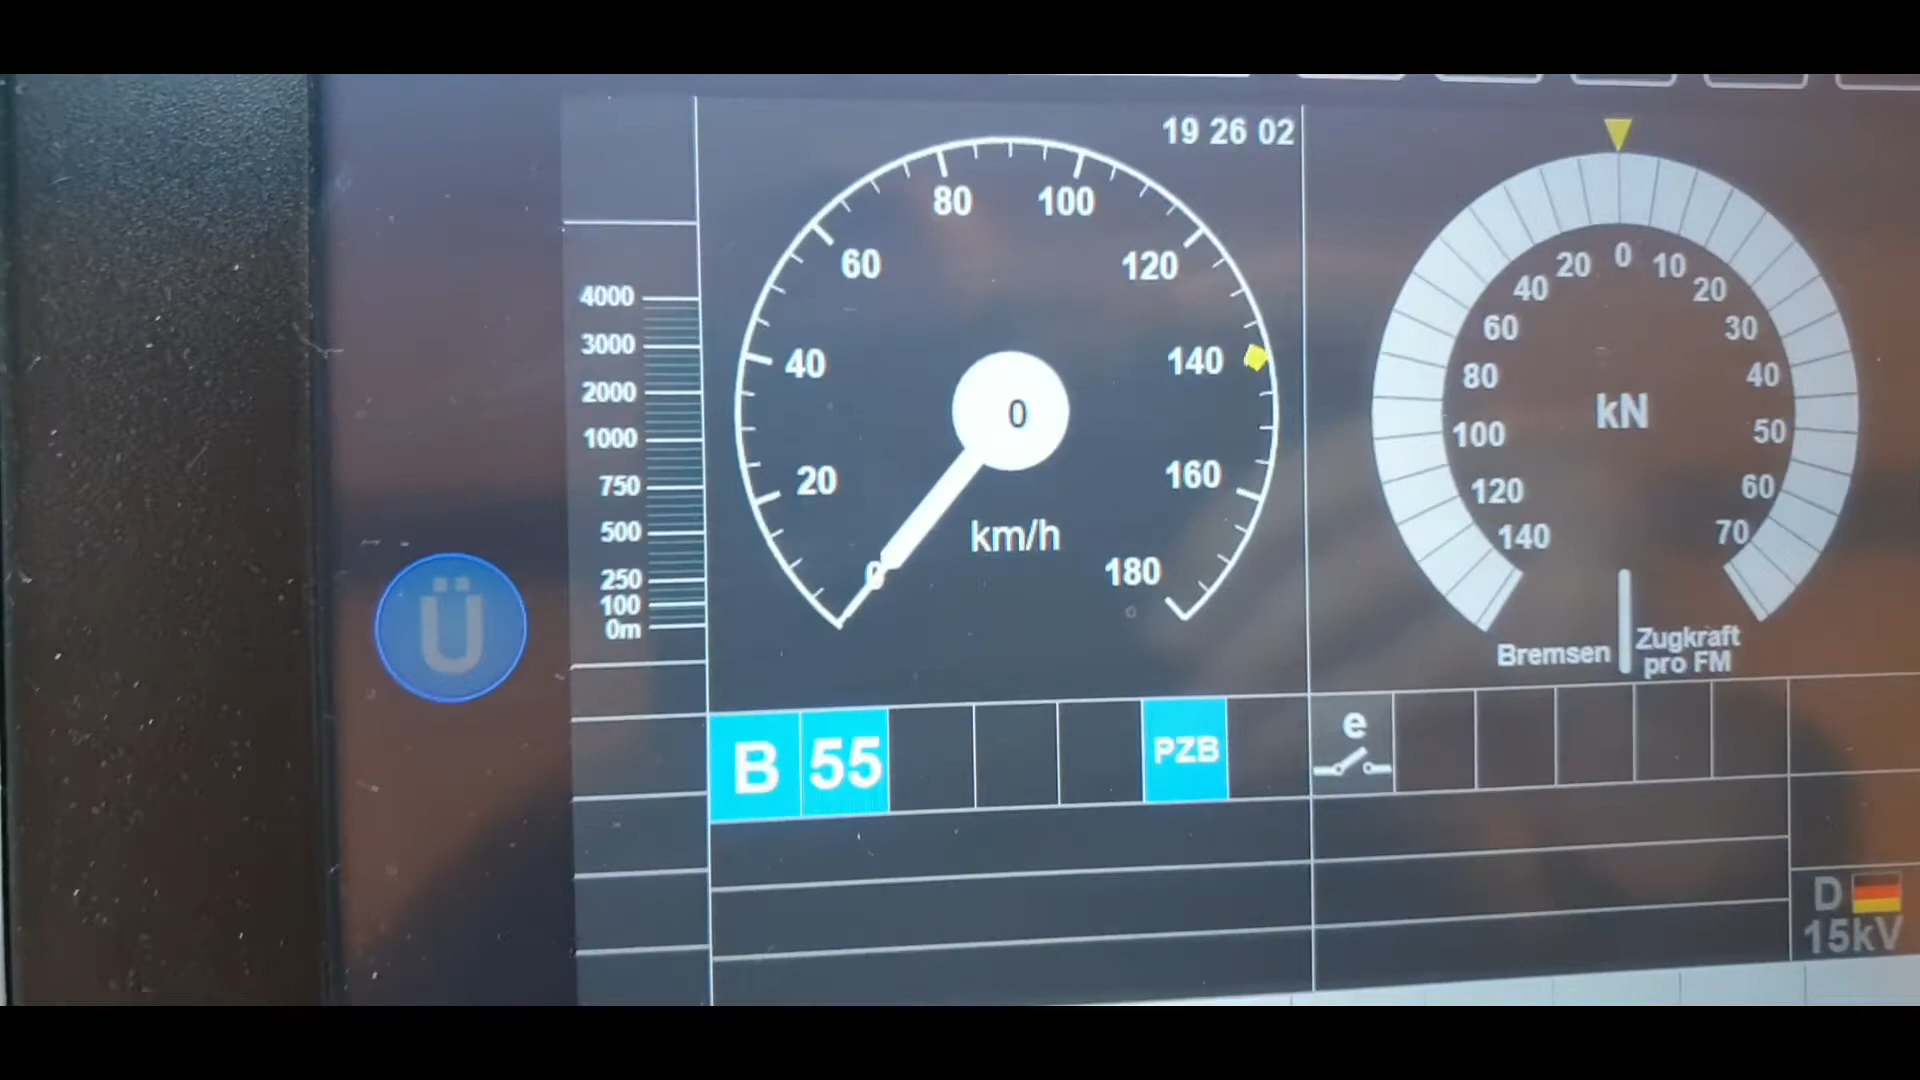 19 26 02
4000
3000
2000
1000
750
500
250
100
0m
Ü
0
20
40
60
80
100
120
140
160
180
0
km/h
140
120
100
80
60
40
20
0
10
20
30
40
50
60
70
kN
Bremsen
Zugkraft
pro FM
B 55
PZB
e
D
15kV